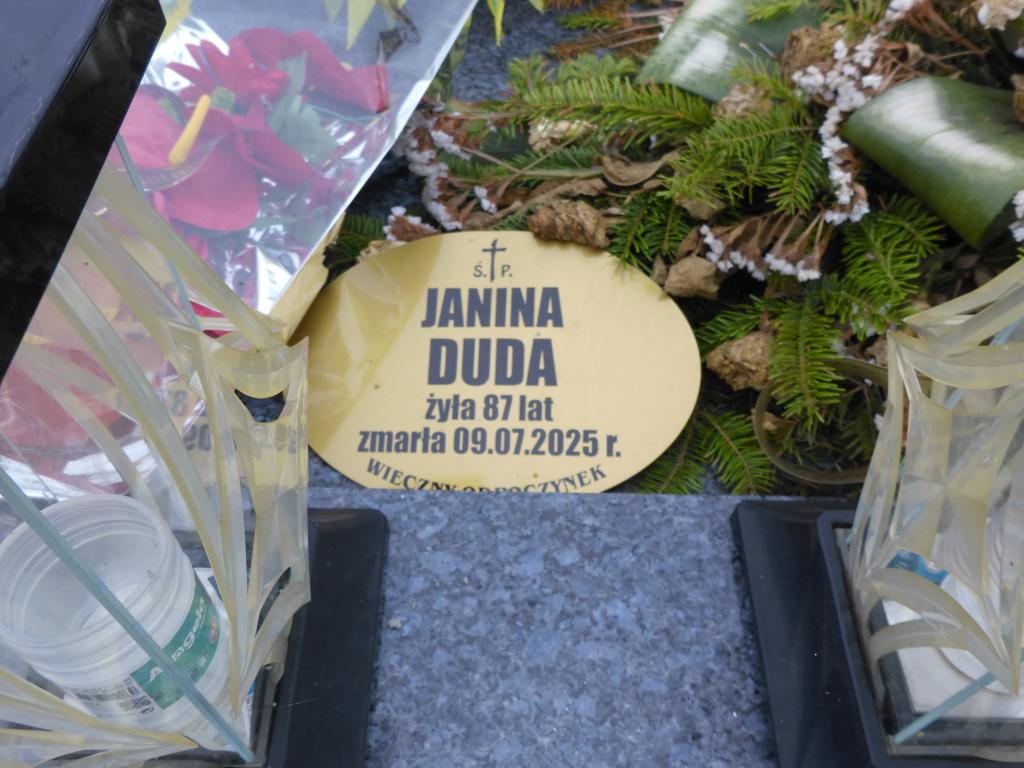 Ś. P.
JANINA
DUDA
żyła 87 lat
zmarła 09.07.2025 r.
WIECZNY ODPOCZYNEK